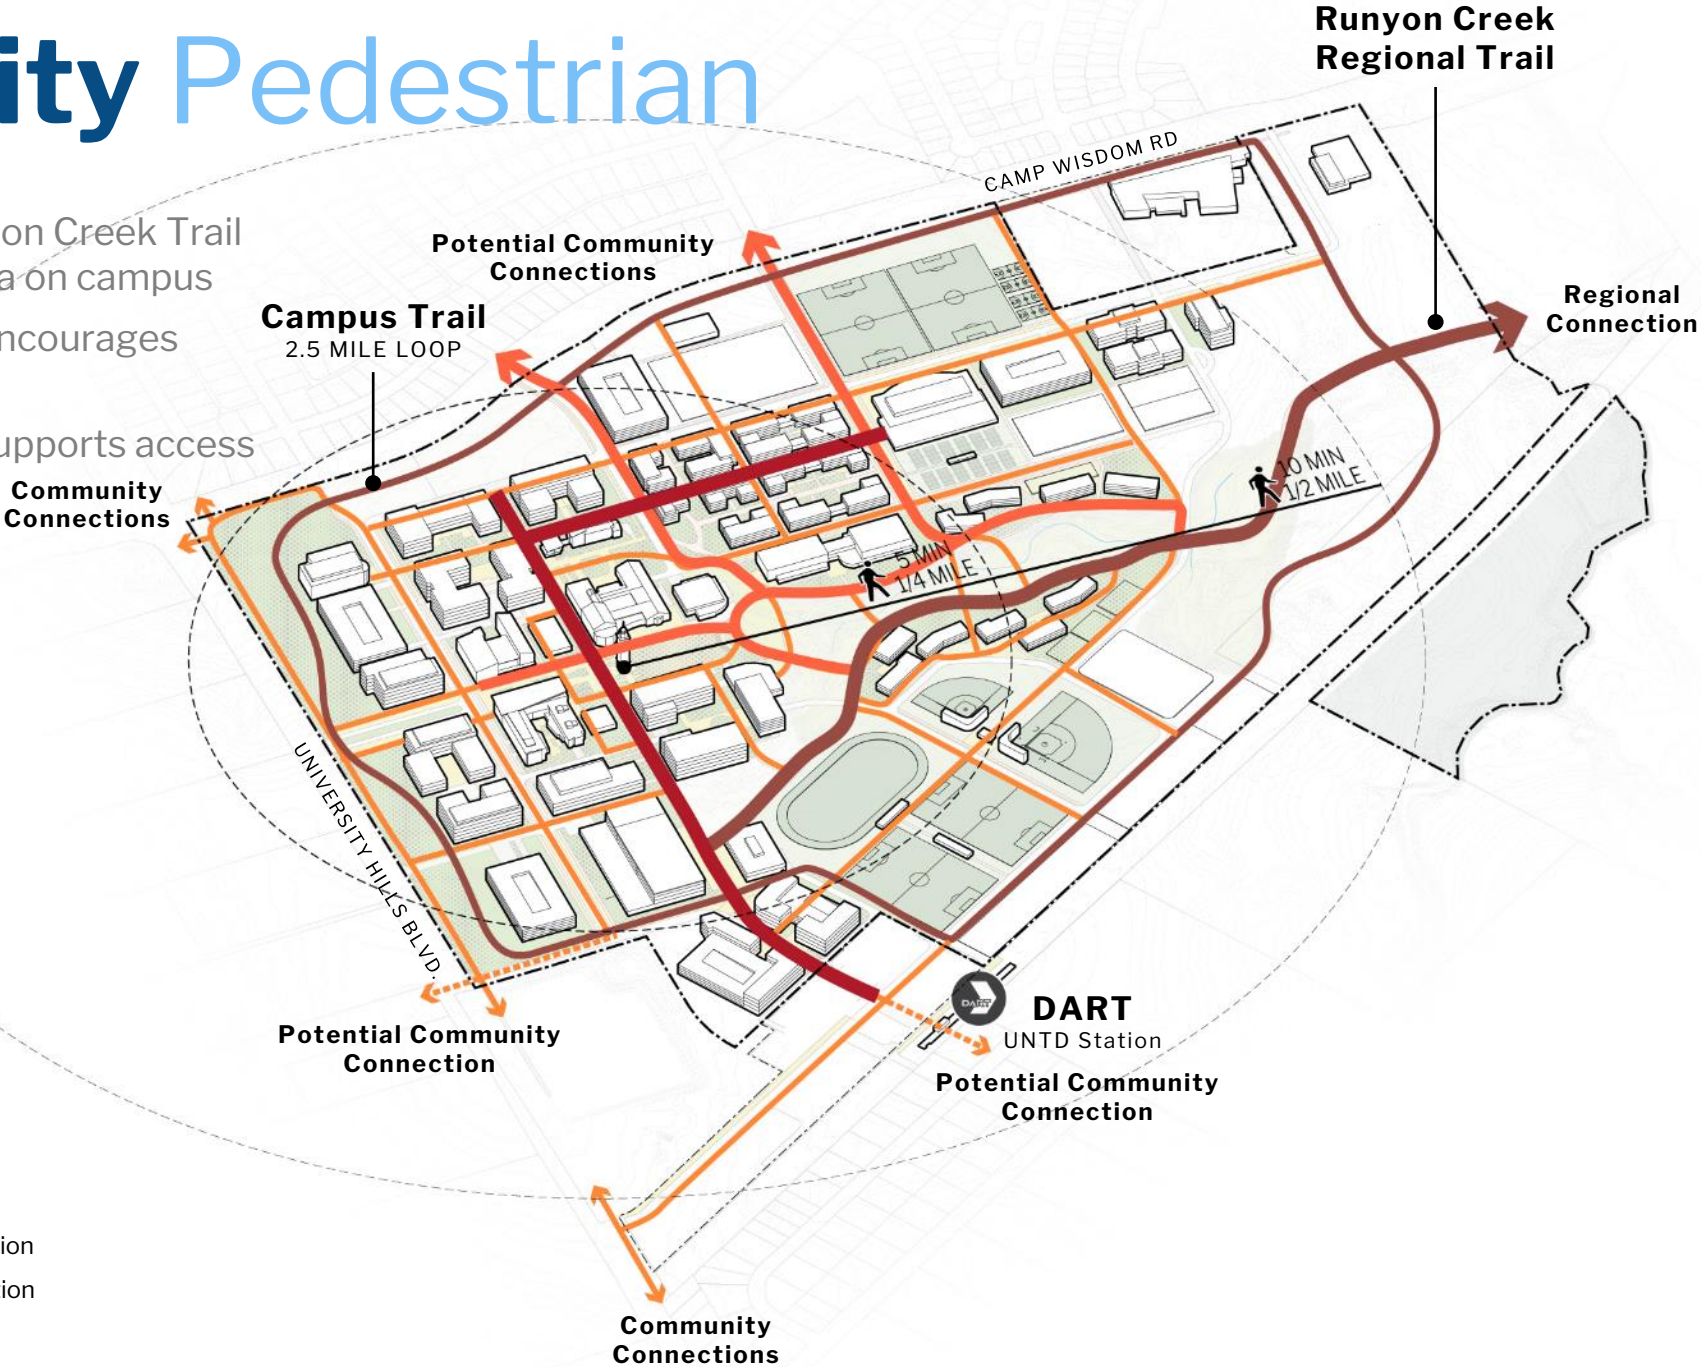 ity Pedestrian
on Creek Trail
a on campus
ncourages
upports access
Runyon Creek
Regional Trail
CAMP WISDOM RD
Potential Community
Connections
Campus Trail
2.5 MILE LOOP
Regional
Connection
Community
Connections
10 MIN
1/2 MILE
5 MIN
1/4 MILE
UNIVERSITY HILLS BLVD.
DART
DART
UNTD Station
Potential Community
Connection
Potential Community
Connection
ion
tion
Community
Connections